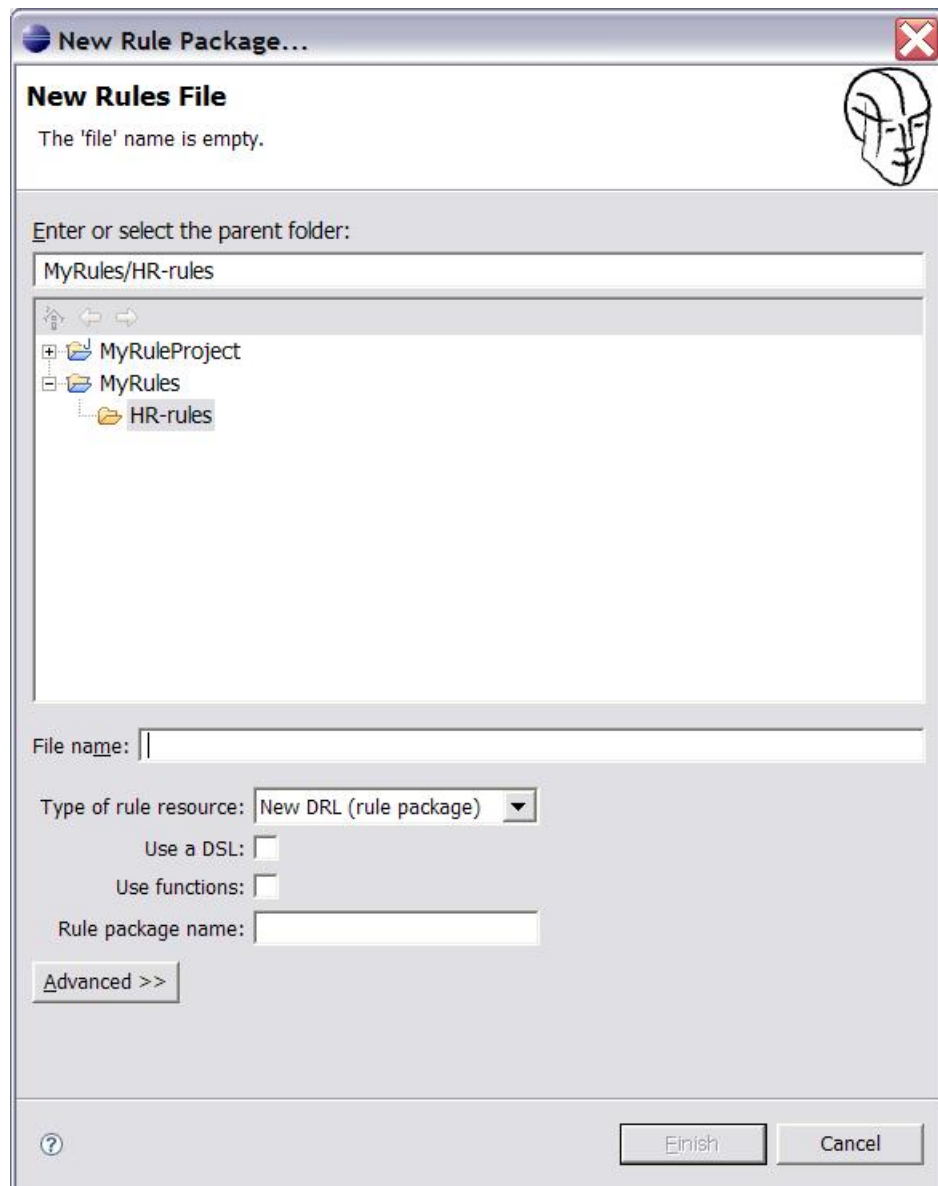 New Rule Package...
New Rules File
The 'file' name is empty.
Enter or select the parent folder:
MyRules/HR-rules
MyRuleProject
MyRules
HR-rules
File name:
Type of rule resource: New DRL (rule package)
Use a DSL:
Use functions:
Rule package name:
Advanced >>
? Finish Cancel